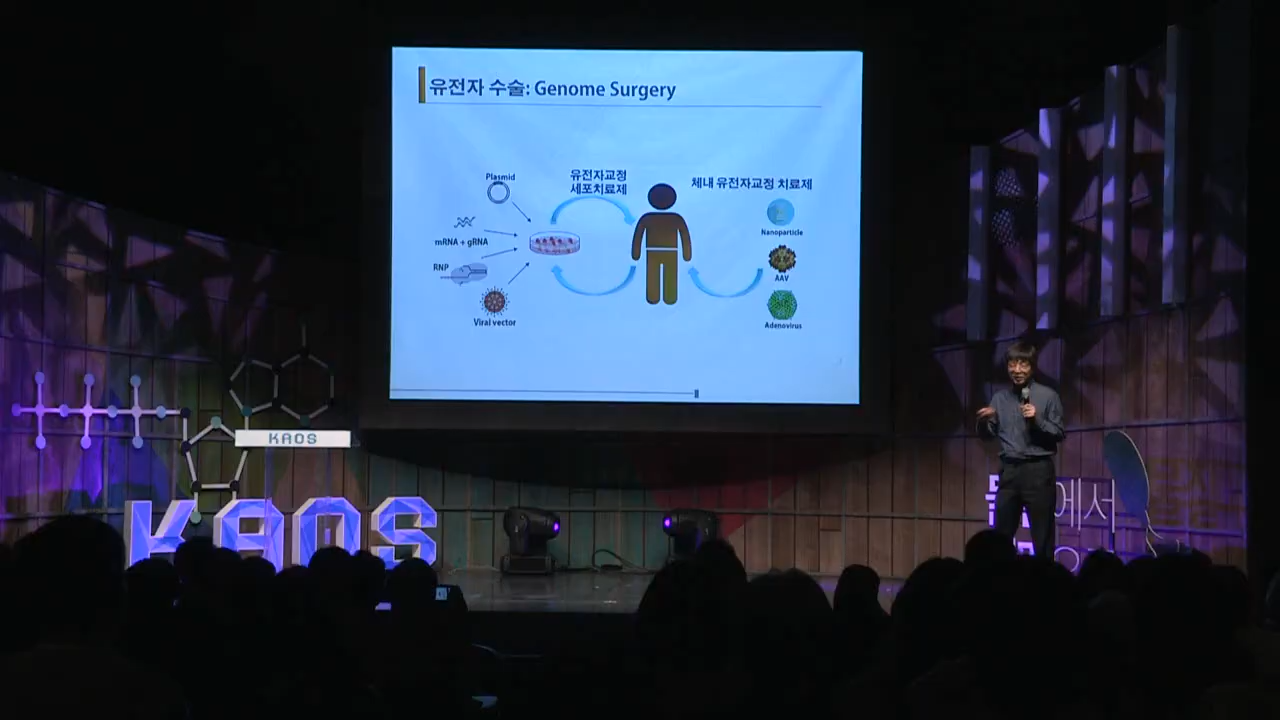 유전자 수술: Genome Surgery
Plasmid
mRNA + gRNA
RNP
Viral vector
유전자교정
세포치료제
체내 유전자교정 치료제
Nanoparticle
AAV
Adenovirus
KAOS
KAOS
에서